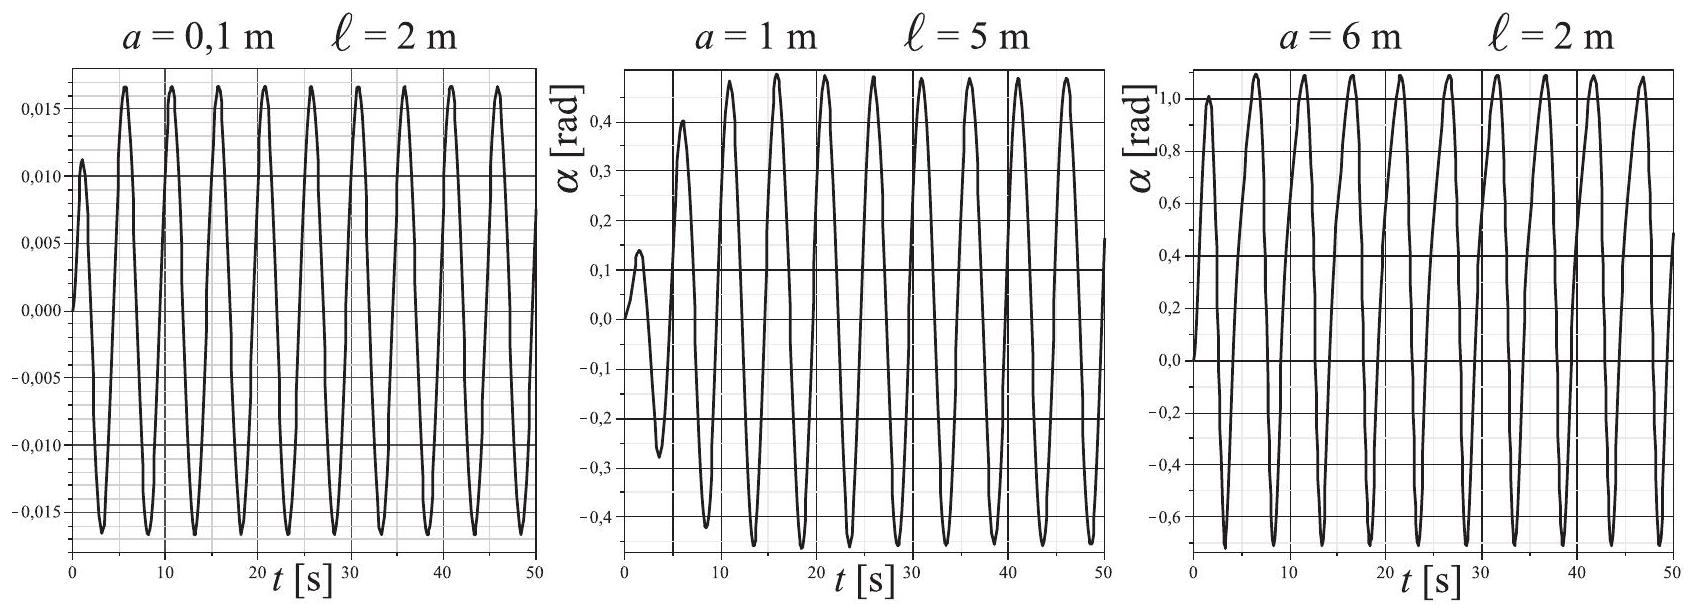 a = 0,1 m ℓ = 2 m
0,015
0,010
0,005
0,000
-0,005
-0,010
-0,015
0 10 20 30 40 50
t [s]
a = 1 m ℓ = 5 m
α [rad]
0,4
0,3
0,2
0,1
0,0
-0,1
-0,2
-0,3
-0,4
0 10 20 30 40 50
t [s]
a = 6 m ℓ = 2 m
α [rad]
1,0
0,8
0,6
0,4
0,2
0,0
-0,2
-0,4
-0,6
0 10 20 30 40 50
t [s]